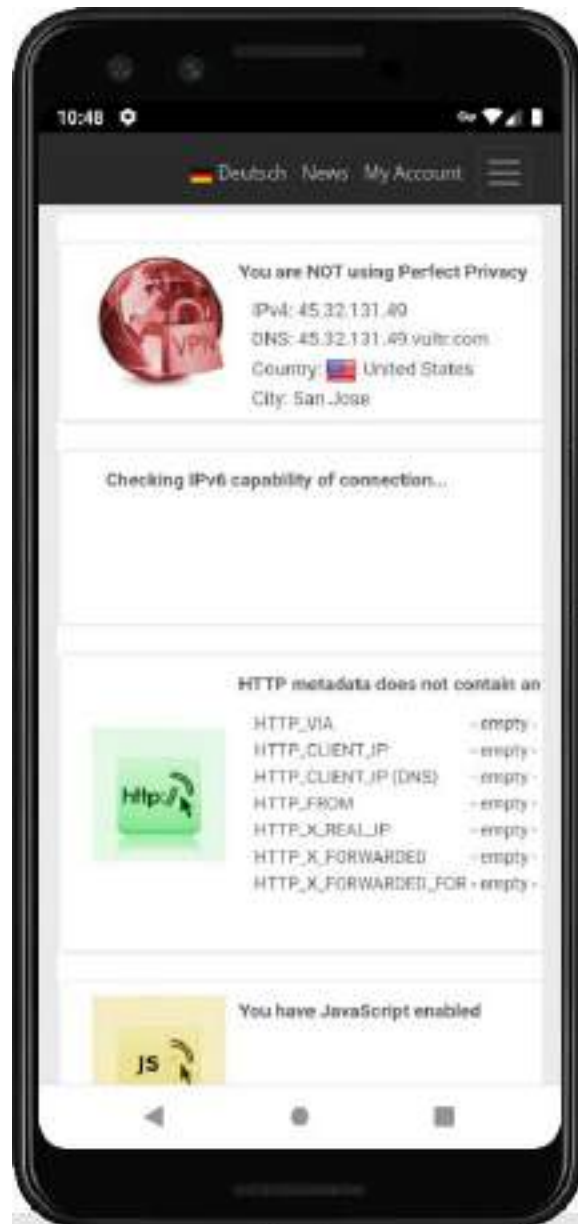 10:48
Deutsch News My Account
You are NOT using Perfect Privacy
VPN
IPv4: 45.32.131.49
DNS: 45.32.131.49.vultr.com
Country: United States
City: San Jose
Checking IPv6 capability of connection...
HTTP metadata does not contain an
http://
HTTP_VIA - empty -
HTTP_CLIENT_IP - empty -
HTTP_CLIENT_IP (DNS) - empty -
HTTP_FROM - empty -
HTTP_X_REAL_IP - empty -
HTTP_X_FORWARDED - empty -
HTTP_X_FORWARDED_FOR - empty -
You have JavaScript enabled
JS